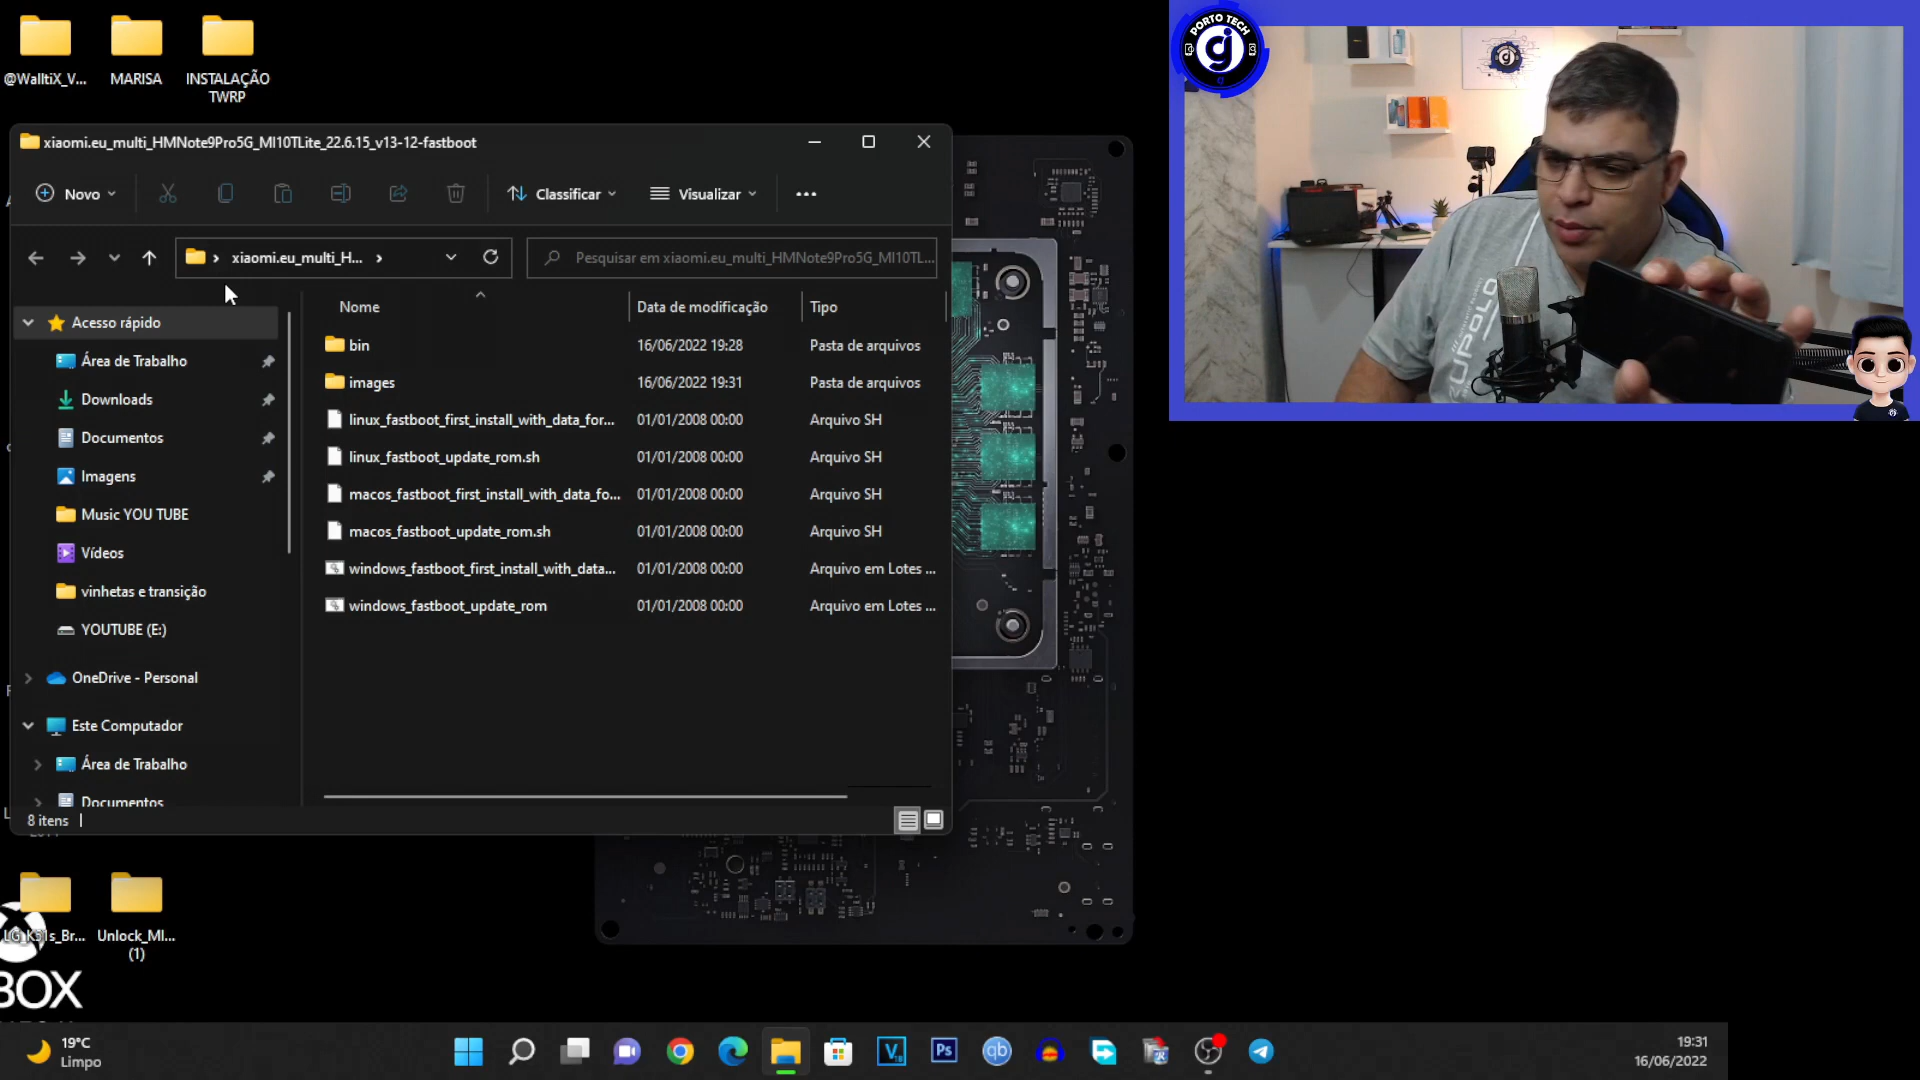 @WalltiX_V...
MARISA
INSTALAÇÃO
TWRP
xiaomi.eu_multi_HMNote9Pro5G_MI10TLite_22.6.15_v13-12-fastboot
Novo
Classificar
Visualizar
xiaomi.eu_multi_H...
Pesquisar em xiaomi.eu_multi_HMNote9Pro5G_MI10TL...
Nome
Data de modificação
Tipo
Acesso rápido
Área de Trabalho
Downloads
Documentos
Imagens
Music YOU TUBE
Vídeos
vinhetas e transição
YOUTUBE (E:)
OneDrive - Personal
Este Computador
Área de Trabalho
Documentos
bin 16/06/2022 19:28 Pasta de arquivos
images 16/06/2022 19:31 Pasta de arquivos
linux_fastboot_first_install_with_data_for... 01/01/2008 00:00 Arquivo SH
linux_fastboot_update_rom.sh 01/01/2008 00:00 Arquivo SH
macos_fastboot_first_install_with_data_fo... 01/01/2008 00:00 Arquivo SH
macos_fastboot_update_rom.sh 01/01/2008 00:00 Arquivo SH
windows_fastboot_first_install_with_data... 01/01/2008 00:00 Arquivo em Lotes ...
windows_fastboot_update_rom 01/01/2008 00:00 Arquivo em Lotes ...
8 itens
LG_K51s_Br...
Unlock_MI...
(1)
BOX
PORTO TECH
19°C
Limpo
Ps
qb
19:31
16/06/2022